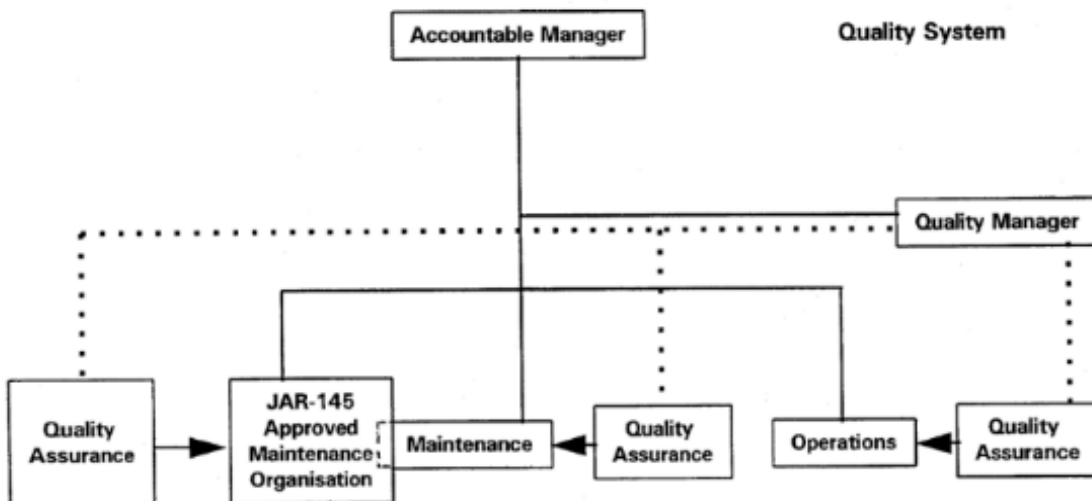 Accountable Manager
Quality System
Quality Manager
Quality
Assurance
JAR-145
Approved
Maintenance
Organisation
Maintenance
Quality
Assurance
Operations
Quality
Assurance